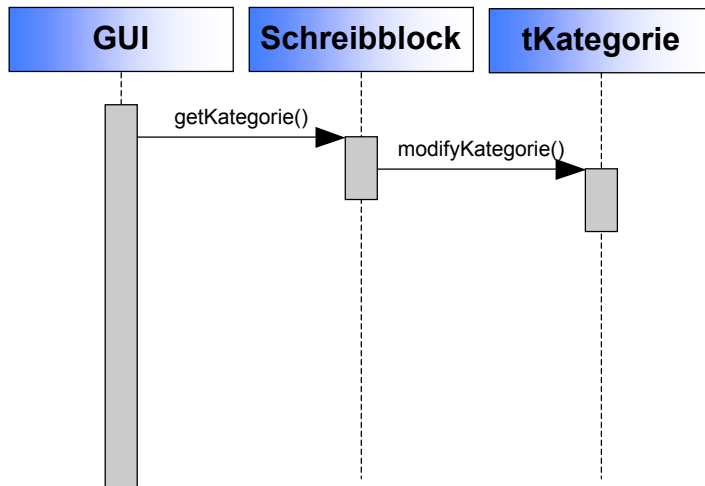 GUI
Schreibblock
tKategorie
getKategorie()
modifyKategorie()